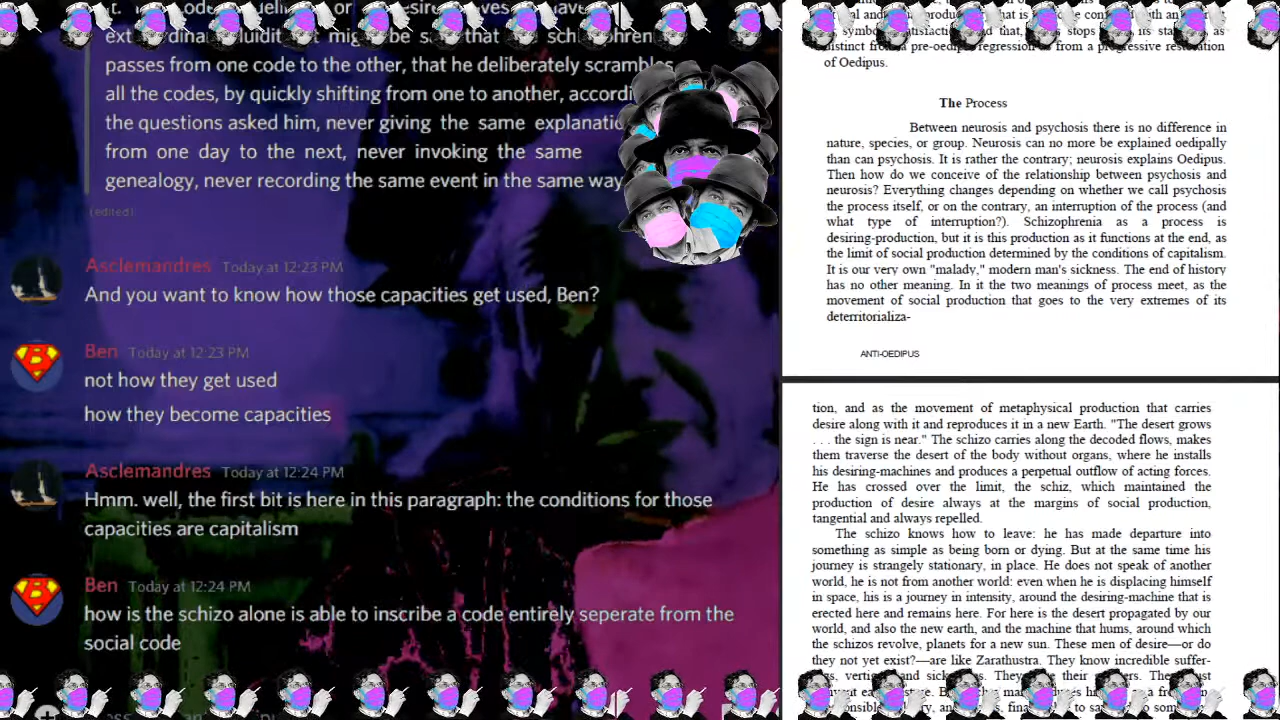 passes from one code to the other, that he deliberately scrambles
all the codes, by quickly shifting from one to another,
the questions asked him, never giving the same
from one day to the next, never invoking the same
genealogy, never recording the same event in the same way
(edited)
Asclemandres Today at 12:23 PM
And you want to know how those capacities get used, Ben?
Ben Today at 12:23 PM
not how they get used
how they become capacities
Asclemandres Today at 12:24 PM
Hmm. well, the first bit is here in this paragraph: the conditions for those
capacities are capitalism
Ben Today at 12:24 PM
how is the schizo alone is able to inscribe a code entirely seperate from the
social code
from a pre-oedipal regression as from a progressive
of Oedipus.
The Process
Between neurosis and psychosis there is no difference in
nature, species, or group. Neurosis can no more be explained oedipally
than can psychosis. It is rather the contrary; neurosis explains Oedipus.
Then how do we conceive of the relationship between psychosis and
neurosis? Everything changes depending on whether we call psychosis
the process itself, or on the contrary, an interruption of the process (and
what type of interruption?). Schizophrenia as a process is
desiring-production, but it is this production as it functions at the end, as
the limit of social production determined by the conditions of capitalism.
It is our very own "malady," modern man's sickness. The end of history
has no other meaning. In it the two meanings of process meet, as the
movement of social production that goes to the very extremes of its
deterritorializa-
ANTI-OEDIPUS
tion, and as the movement of metaphysical production that carries
desire along with it and reproduces it in a new Earth. "The desert grows
. . . the sign is near." The schizo carries along the decoded flows, makes
them traverse the desert of the body without organs, where he installs
his desiring-machines and produces a perpetual outflow of acting forces.
He has crossed over the limit, the schiz, which maintained the
production of desire always at the margins of social production,
tangential and always repelled.
The schizo knows how to leave: he has made departure into
something as simple as being born or dying. But at the same time his
journey is strangely stationary, in place. He does not speak of another
world, he is not from another world: even when he is displacing himself
in space, his is a journey in intensity, around the desiring-machine that is
erected here and remains here. For here is the desert propagated by our
world, and also the new earth, and the machine that hums, around which
the schizos revolve, planets for a new sun. These men of desire—or do
they not yet exist?—are like Zarathustra. They know incredible suffer-